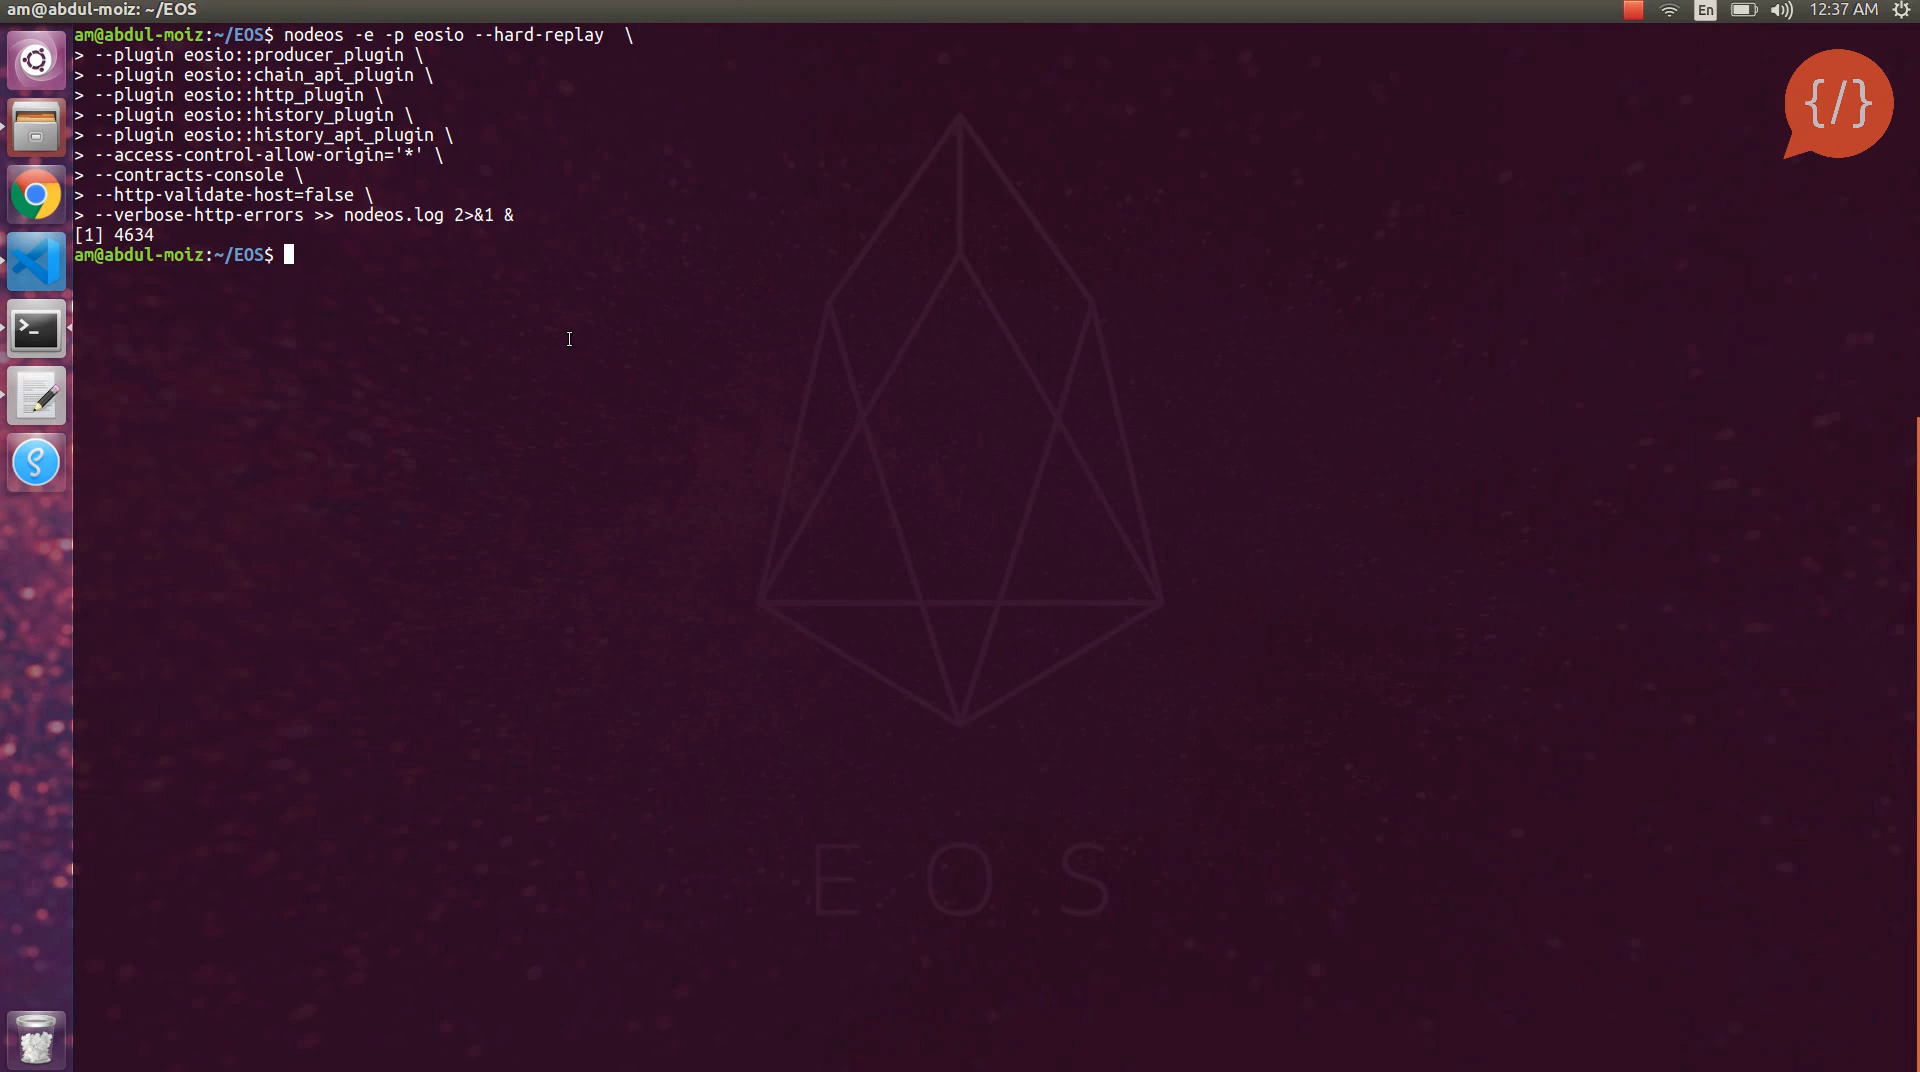 am@abdul-moiz: ~/EOS
En
12:37 AM
am@abdul-moiz:~/EOS$ nodeos -e -p eosio --hard-replay  \
> --plugin eosio::producer_plugin \
> --plugin eosio::chain_api_plugin \
> --plugin eosio::http_plugin \
> --plugin eosio::history_plugin \
> --plugin eosio::history_api_plugin \
> --access-control-allow-origin='*' \
> --contracts-console \
> --http-validate-host=false \
> --verbose-http-errors >> nodeos.log 2>&1 &
[1] 4634
am@abdul-moiz:~/EOS$
{/}
EOS